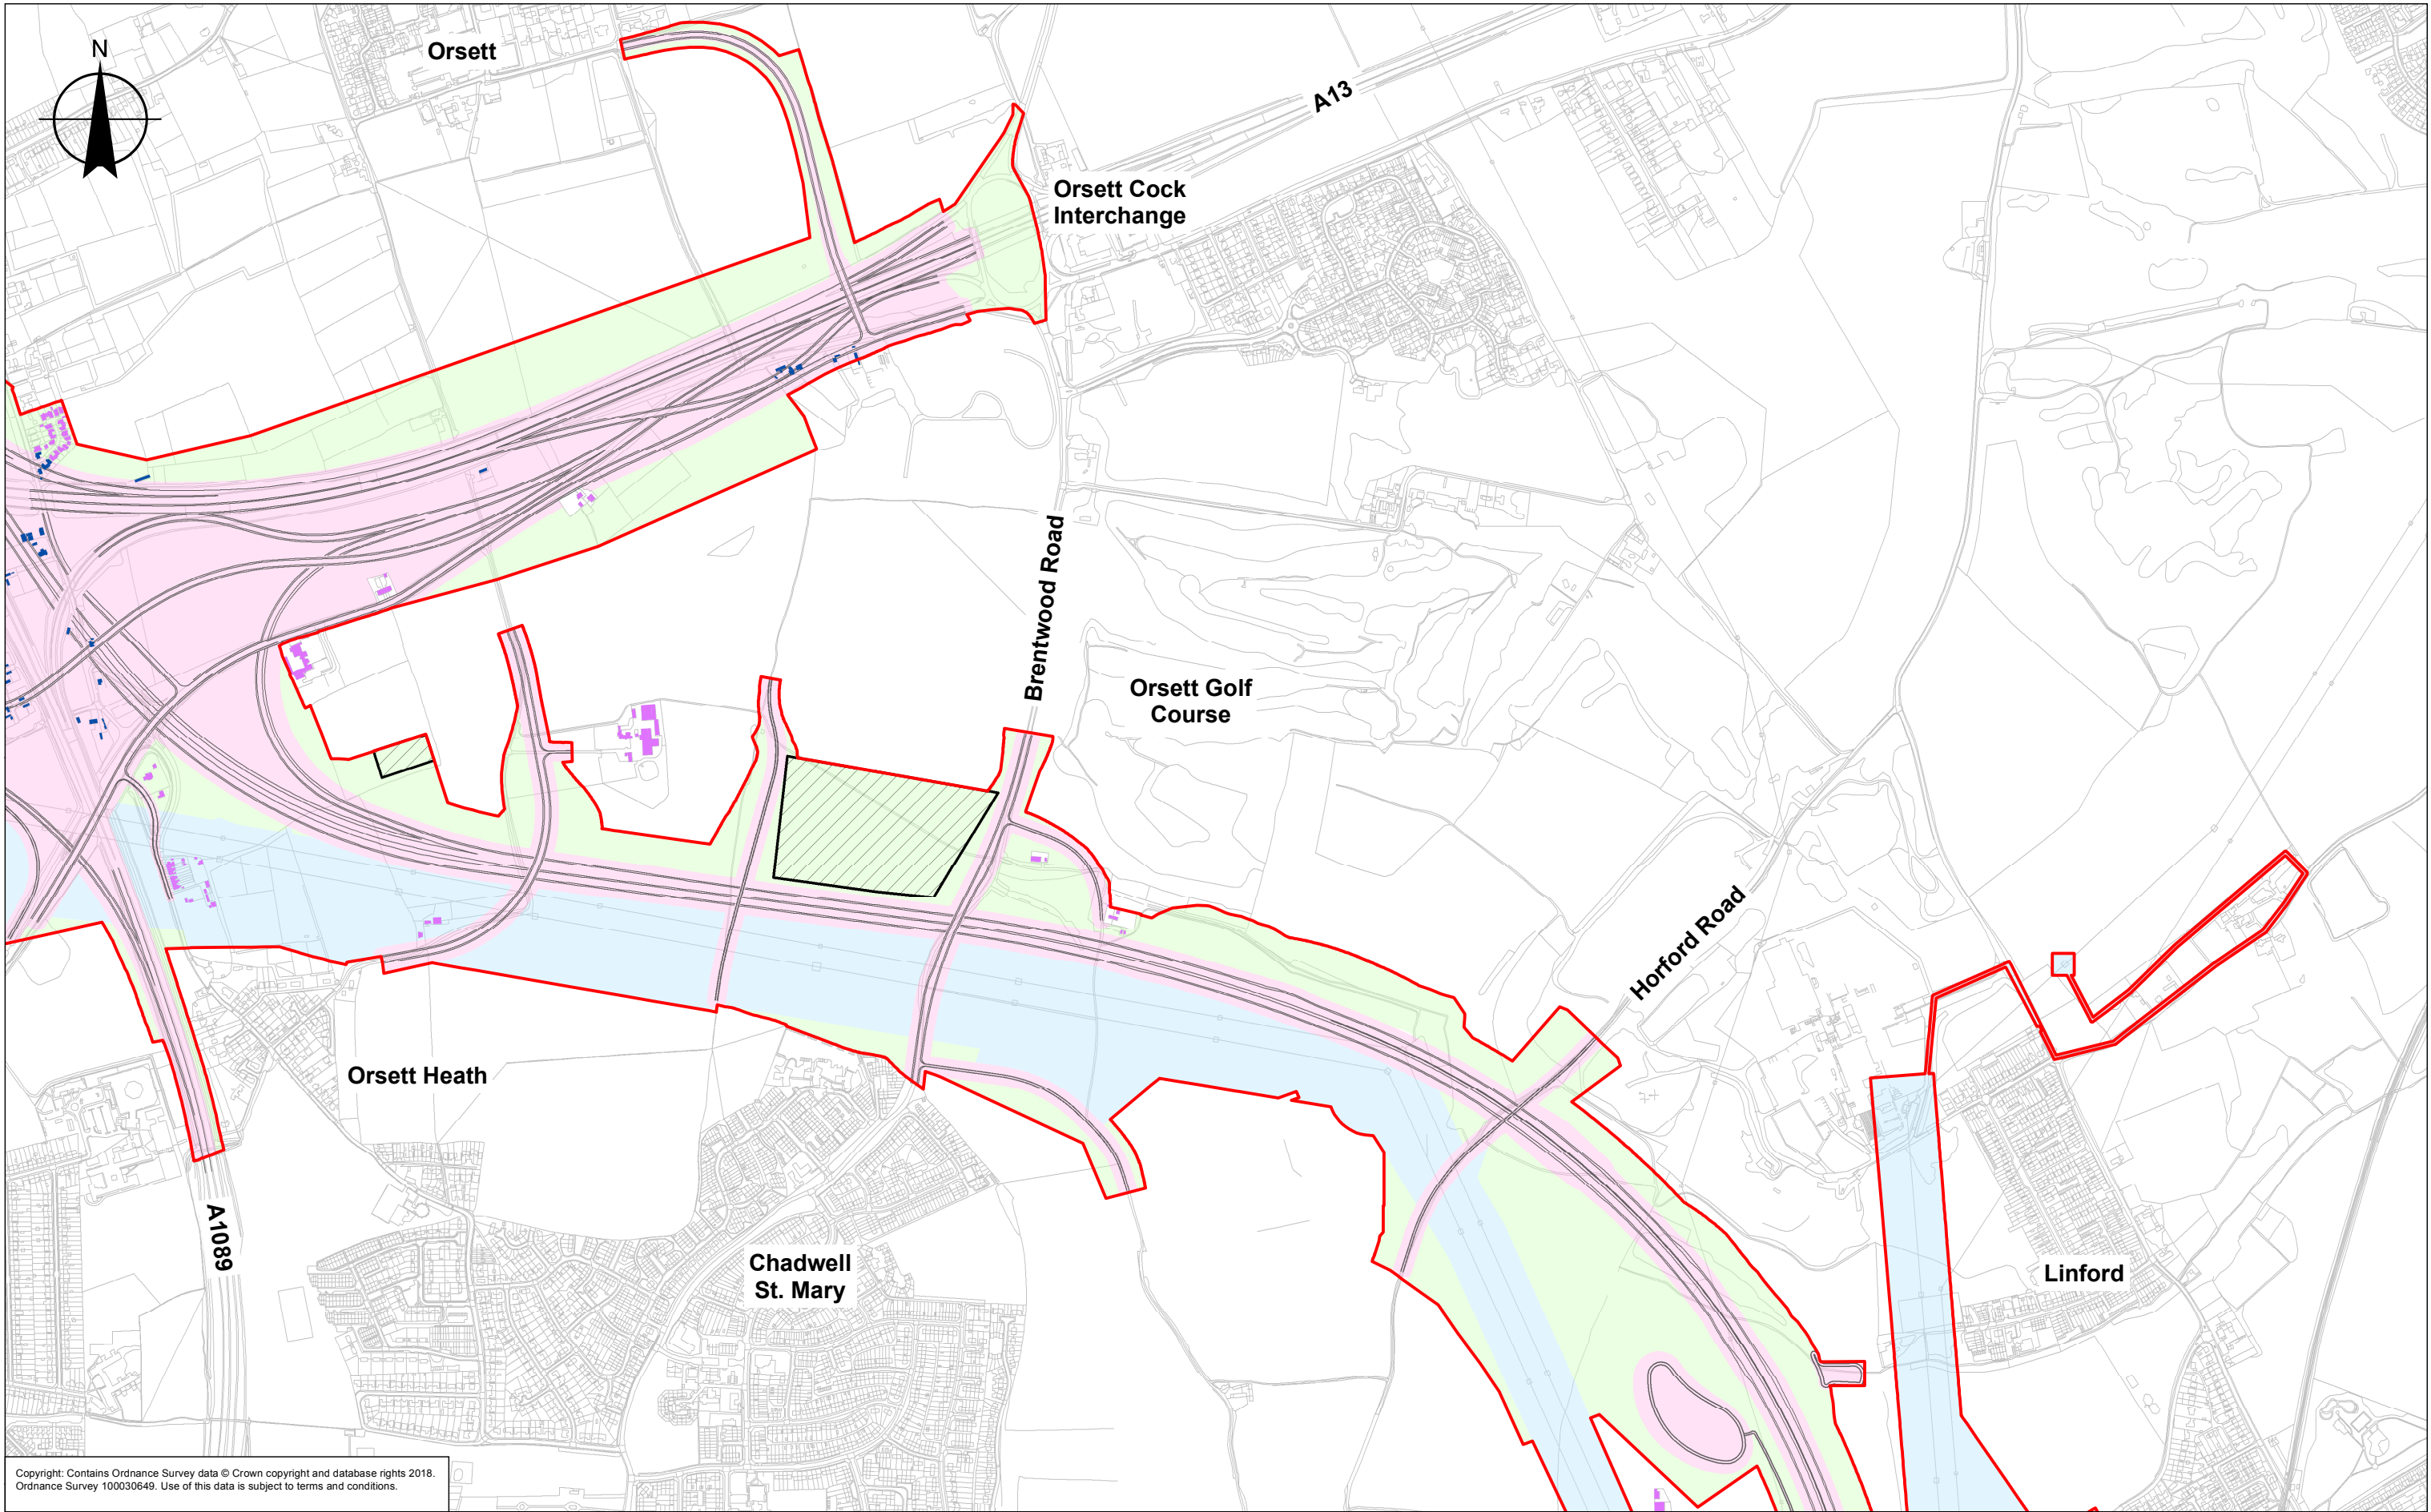 N
Orsett
A13
Orsett Cock
Interchange
Brentwood Road
Orsett Golf
Course
Horford Road
Orsett Heath
A1089
Chadwell
St. Mary
Linford
Copyright: Contains Ordnance Survey data © Crown copyright and database rights 2018.
Ordnance Survey 100030649. Use of this data is subject to terms and conditions.